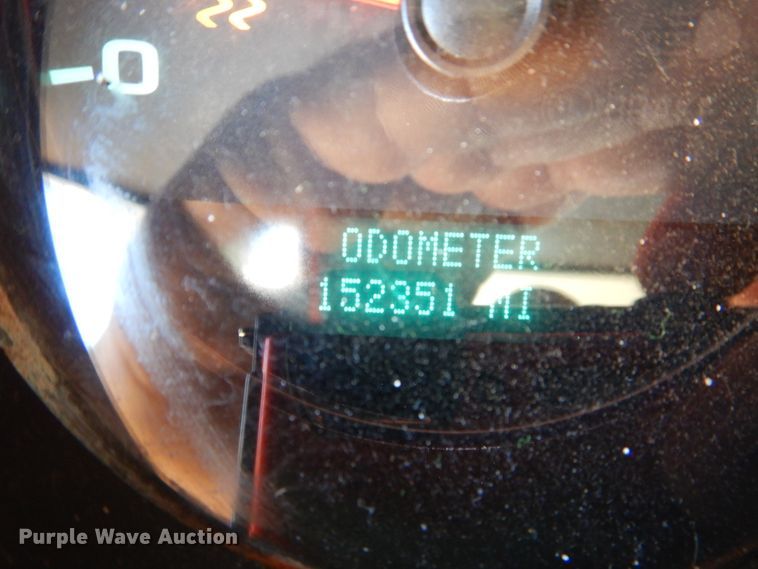 0
ODOMETER
152351 MI
Purple Wave Auction